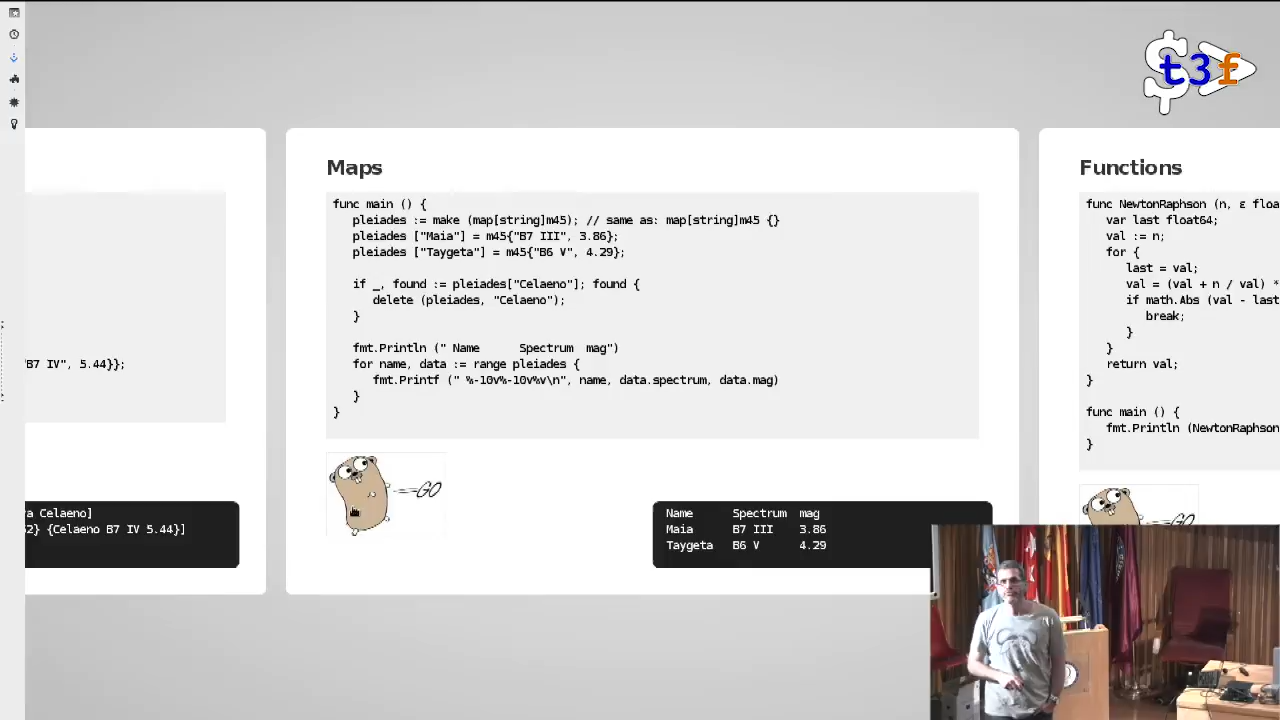 t3f
B7 IV", 5.44}};
ra Celaeno]
52} {Celaeno B7 IV 5.44}]
Maps
func main () {
pleiades := make (map[string]m45); // same as: map[string]m45 {}
pleiades ["Maia"] = m45{"B7 III", 3.86};
pleiades ["Taygeta"] = m45{"B6 V", 4.29};
if _, found := pleiades["Celaeno"]; found {
delete (pleiades, "Celaeno");
}
fmt.Println (" Name      Spectrum  mag")
for name, data := range pleiades {
fmt.Printf (" %-10v%-10v%v\n", name, data.spectrum, data.mag)
}
}
GO
Name Spectrum mag
Maia B7 III 3.86
Taygeta B6 V 4.29
Functions
func NewtonRaphson (n, ε floa
var last float64;
val := n;
for {
last = val;
val = (val + n / val) *
if math.Abs (val - last
break;
}
}
return val;
}
func main () {
fmt.Println (NewtonRaphson
}
GO